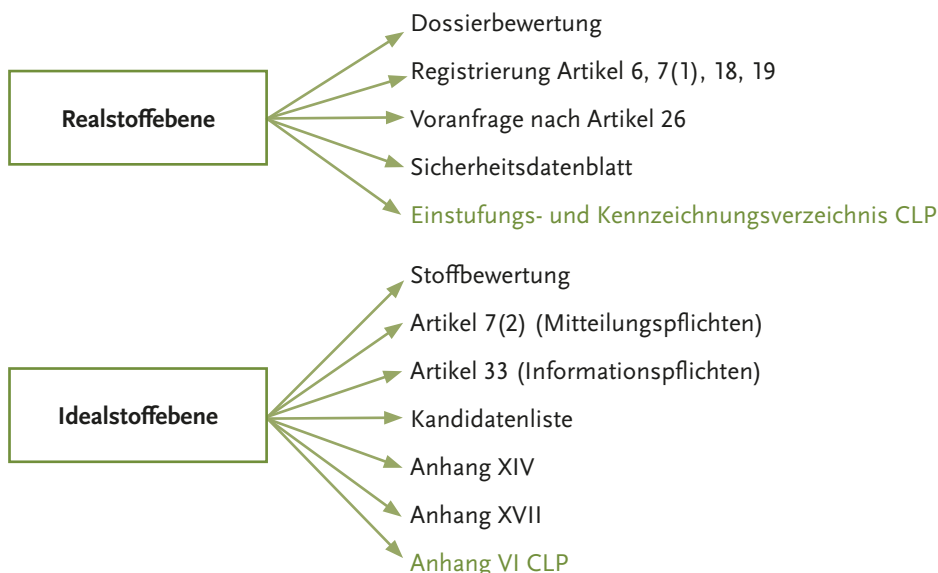 Dossierbewertung
Registrierung Artikel 6, 7(1), 18, 19
Realstoffebene
Voranfrage nach Artikel 26
Sicherheitsdatenblatt
Einstufungs- und Kennzeichnungsverzeichnis CLP
Stoffbewertung
Artikel 7(2) (Mitteilungspflichten)
Artikel 33 (Informationspflichten)
Idealstoffebene
Kandidatenliste
Anhang XIV
Anhang XVII
Anhang VI CLP